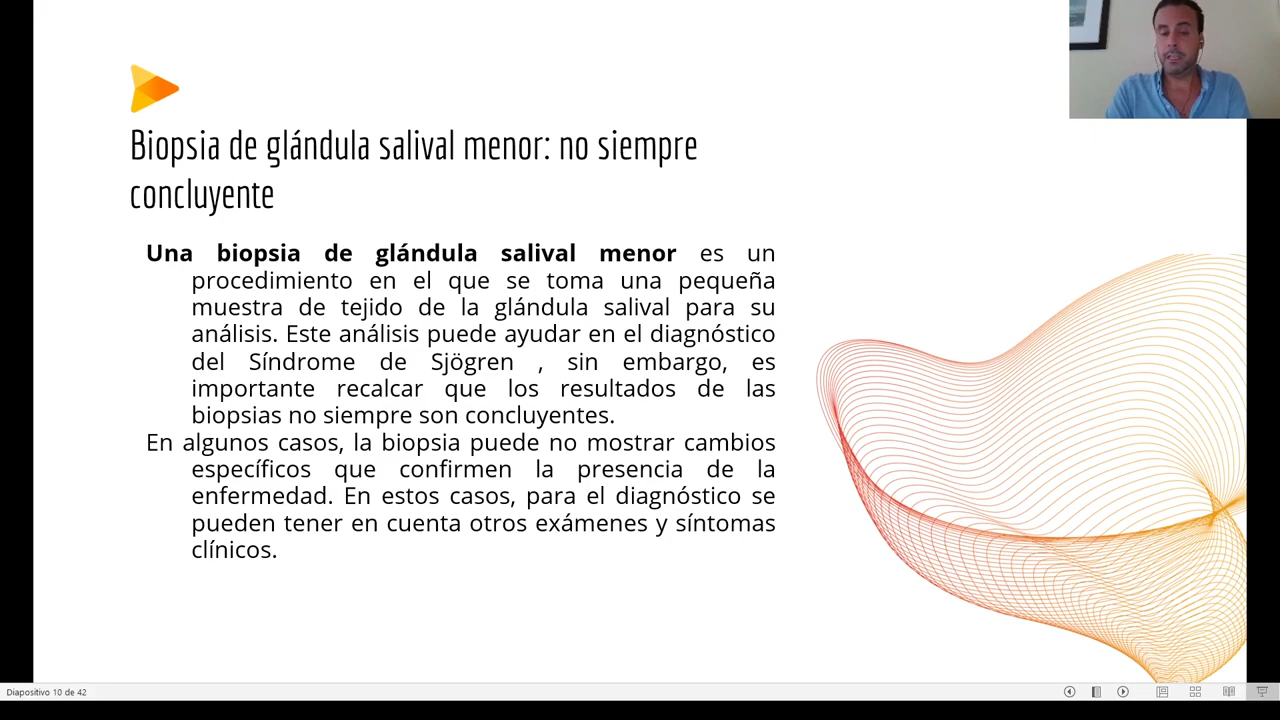 Biopsia de glándula salival menor: no siempre
concluyente
Una biopsia de glándula salival menor es un
procedimiento en el que se toma una pequeña
muestra de tejido de la glándula salival para su
análisis. Este análisis puede ayudar en el diagnóstico
del Síndrome de Sjögren , sin embargo, es
importante recalcar que los resultados de las
biopsias no siempre son concluyentes.
En algunos casos, la biopsia puede no mostrar cambios
específicos que confirmen la presencia de la
enfermedad. En estos casos, para el diagnóstico se
pueden tener en cuenta otros exámenes y síntomas
clínicos.
Diapositivo 10 de 42